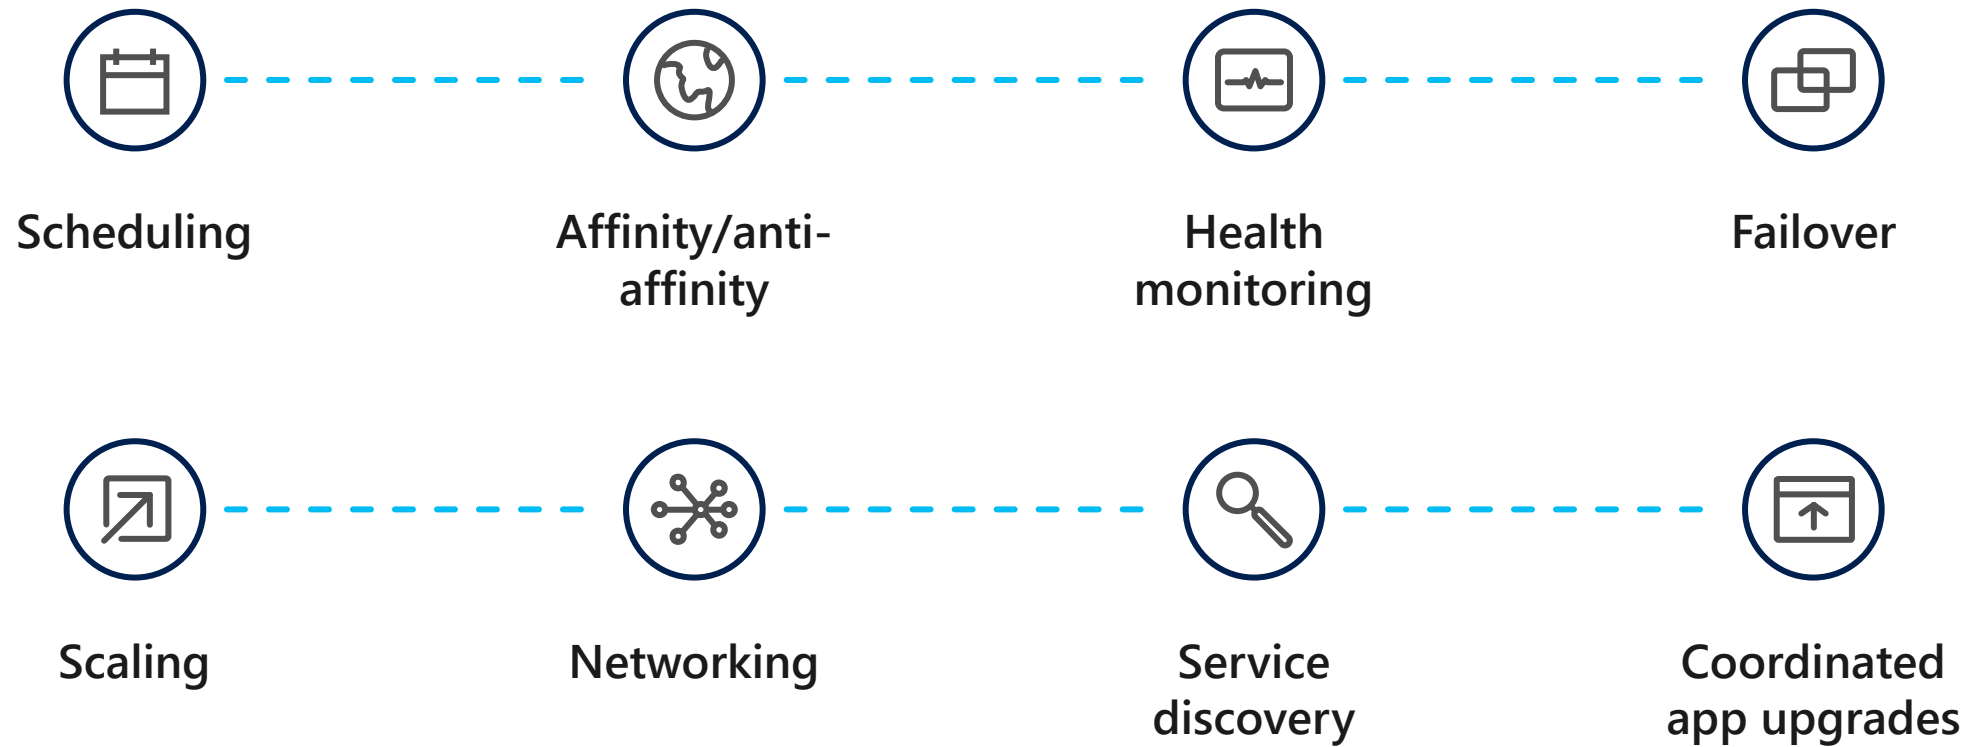 Scheduling
Affinity/anti-
affinity
Health
monitoring
Failover
Scaling
Networking
Service
discovery
Coordinated
app upgrades